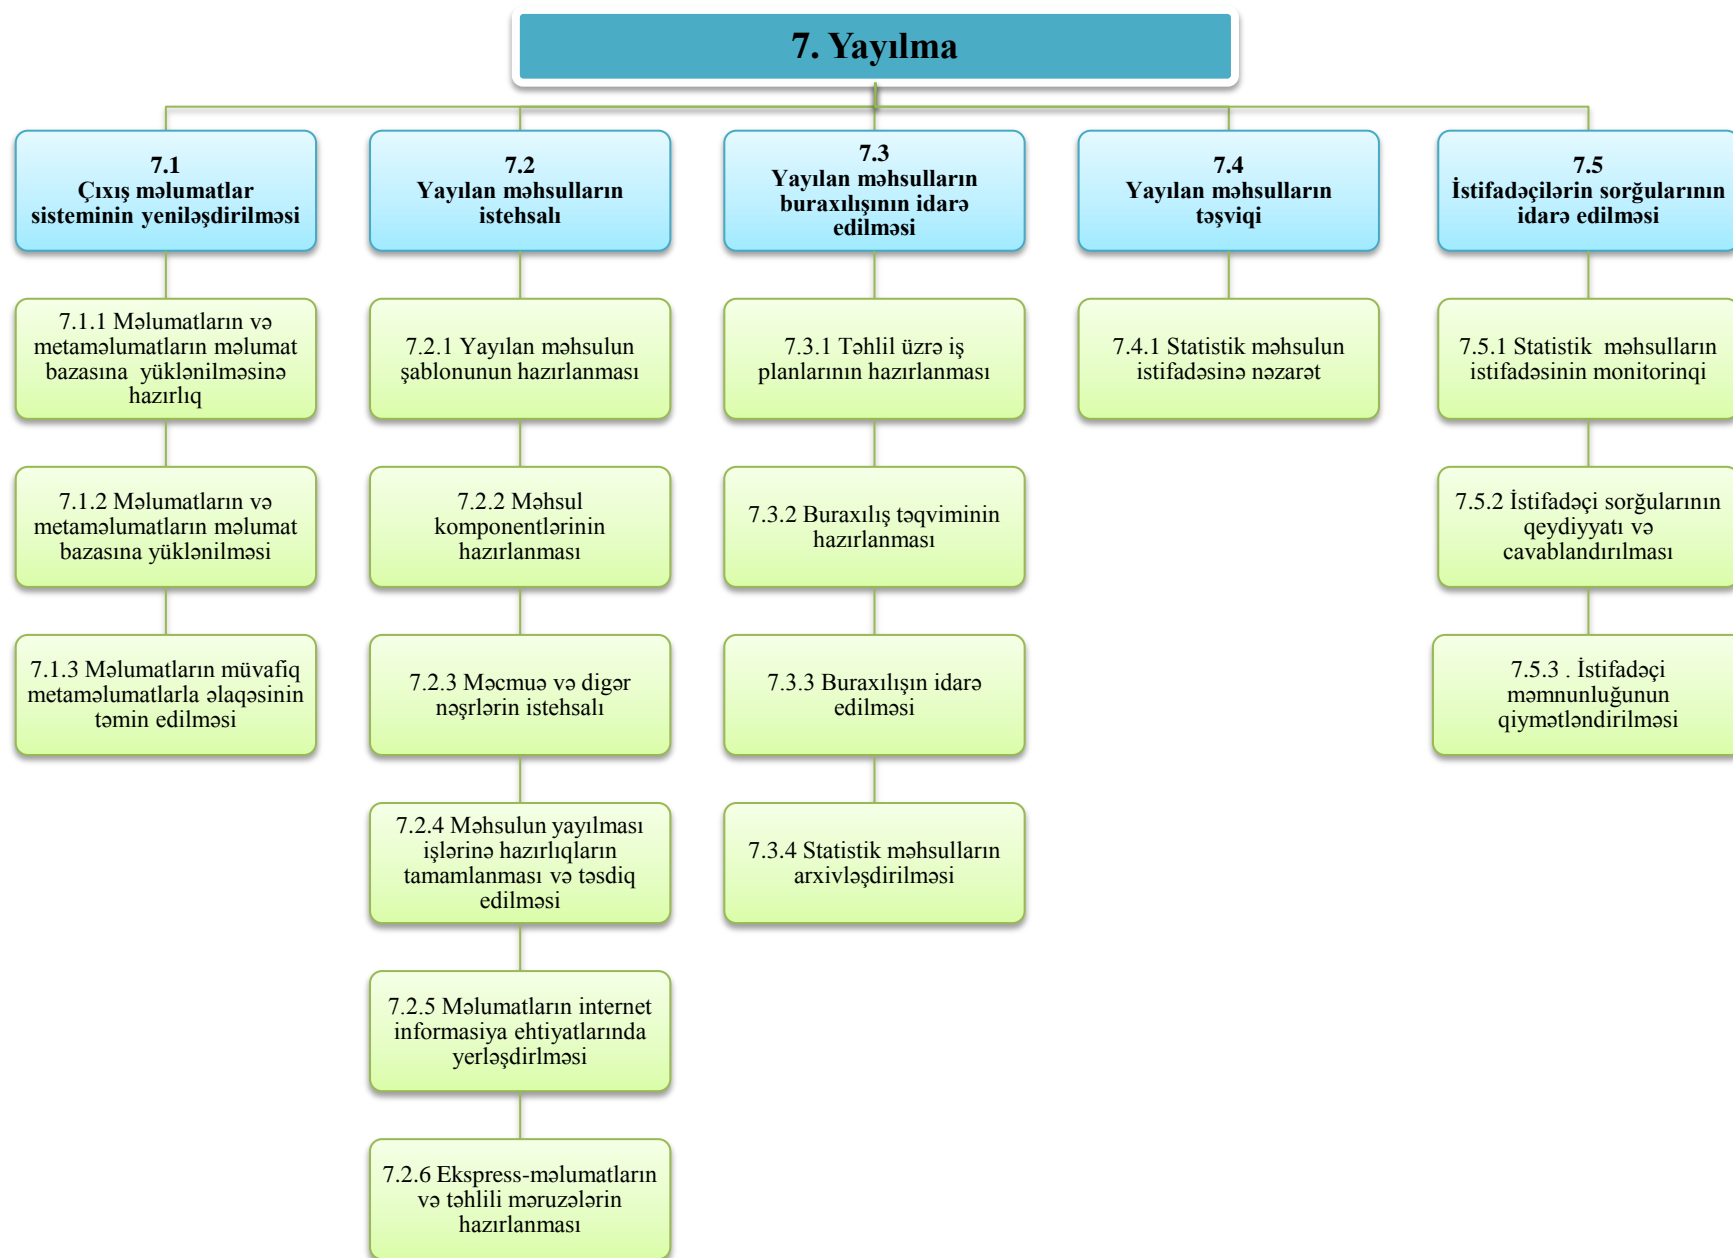 7. Yayılma
7.1
Çıxış məlumatlar
sisteminin yeniləşdirilməsi
7.1.1 Məlumatların və
metaməlumatların məlumat
bazasına yüklənilməsinə
hazırlıq
7.1.2 Məlumatların və
metaməlumatların məlumat
bazasına yüklənilməsi
7.1.3 Məlumatların müvafiq
metaməlumatlarla əlaqəsinin
təmin edilməsi
7.2
Yayılan məhsulların
istehsalı
7.2.1 Yayılan məhsulun
şablonunun hazırlanması
7.2.2 Məhsul
komponentlərinin
hazırlanması
7.2.3 Məcmuə və digər
nəşrlərin istehsalı
7.2.4 Məhsulun yayılması
işlərinə hazırlıqların
tamamlanması və təsdiq
edilməsi
7.2.5 Məlumatların internet
informasiya ehtiyatlarında
yerləşdirlməsi
7.2.6 Ekspress-məlumatların
və təhlili məruzələrin
hazırlanması
7.3
Yayılan məhsulların
buraxılışının idarə
edilməsi
7.3.1 Təhlil üzrə iş
planlarının hazırlanması
7.3.2 Buraxılış təqviminin
hazırlanması
7.3.3 Buraxılışın idarə
edilməsi
7.3.4 Statistik məhsulların
arxivləşdirilməsi
7.4
Yayılan məhsulların
təşviqi
7.4.1 Statistik məhsulun
istifadəsinə nəzarət
7.5
İstifadəçilərin sorğularının
idarə edilməsi
7.5.1 Statistik məhsulların
istifadəsinin monitorinqi
7.5.2 İstifadəçi sorğularının
qeydiyyatı və
cavablandırılması
7.5.3 . İstifadəçi
məmnunluğunun
qiymətləndirilməsi